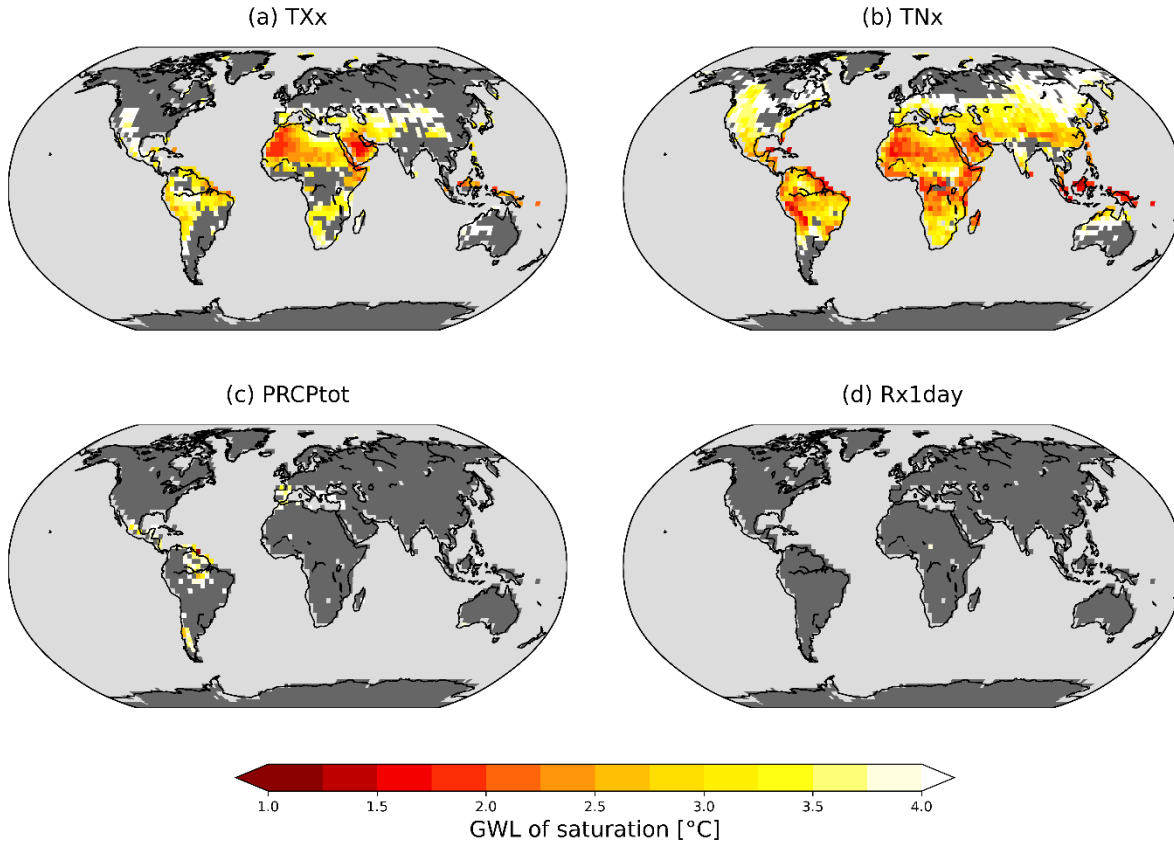 (a) TXx
(b) TNx
(c) PRCPtot
(d) Rx1day
1.0 1.5 2.0 2.5 3.0 3.5 4.0
GWL of saturation [°C]